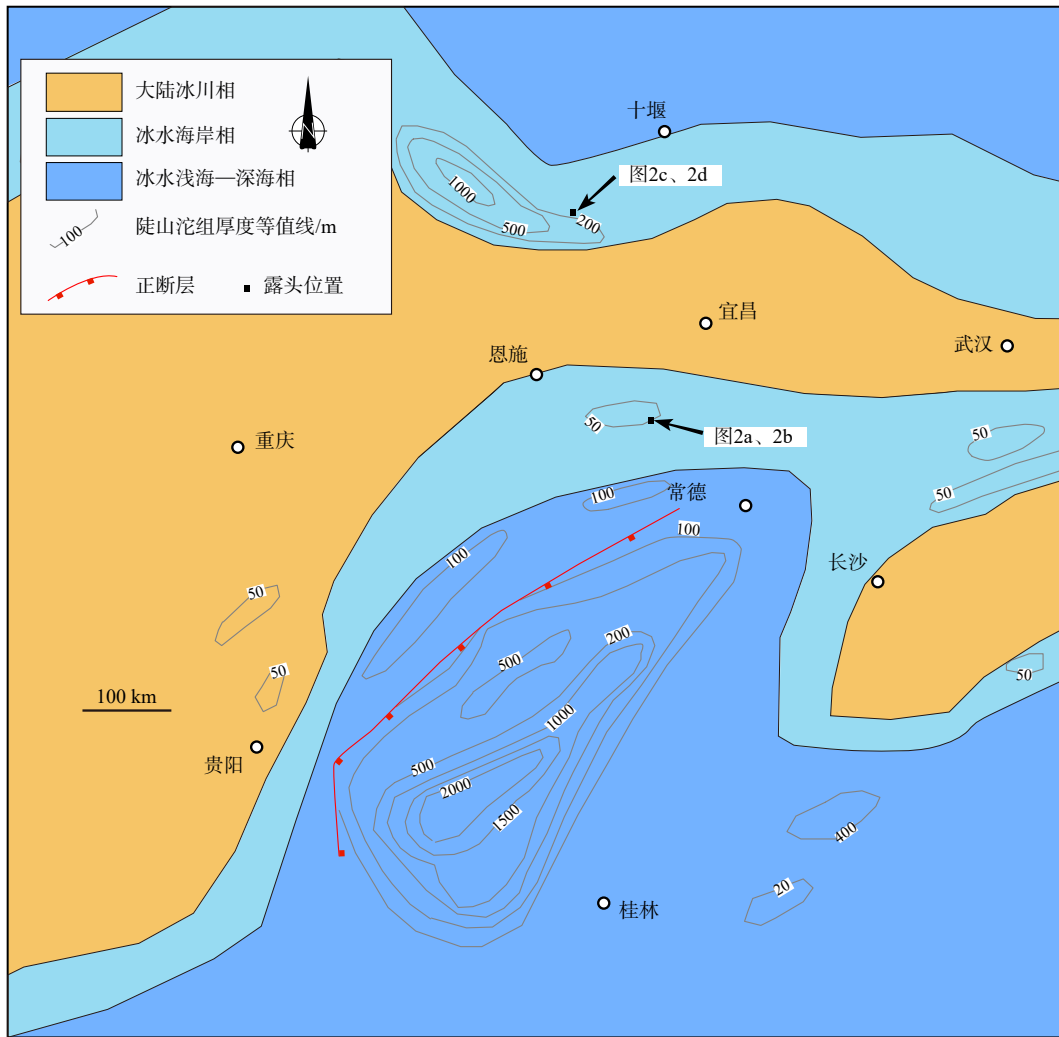 大陆冰川相
冰水海岸相
冰水浅海—深海相
100
陡山沱组厚度等值线/m
正断层
露头位置
十堰
图2c、2d
1000
500
200
宜昌
武汉
恩施
重庆
50
图2a、2b
50
50
常德
100
100
100
长沙
50
200
500
50
50
1000
100 km
贵阳
500
2000
1500
400
20
桂林